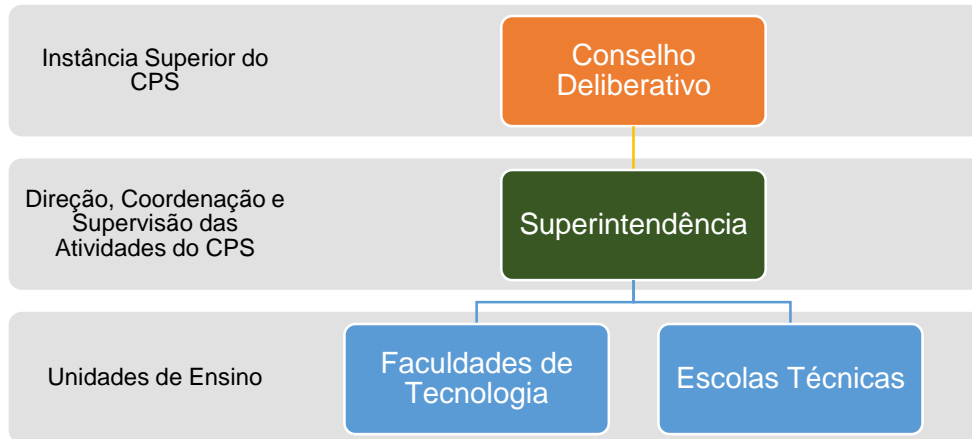 Instância Superior do
CPS
Conselho
Deliberativo
Direção, Coordenação e
Supervisão das
Atividades do CPS
Superintendência
Unidades de Ensino
Faculdades de
Tecnologia
Escolas Técnicas